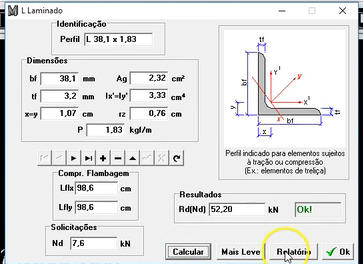 L Laminado
Identificação
Perfil L 38,1 x 1,83
Dimensões
bf 38,1 mm Ag 2,32 cm²
tf 3,2 mm Ix'=Iy' 3,33 cm⁴
x=y 1,07 cm rz 0,76 cm
P 1,83 kgf/m
tf
Y'
y
x
X'
bf
y
tf
x
bf
Perfil indicado para elementos sujeitos
à tração ou compressão
(Ex.: elementos de treliça)
Compr. Flambagem
Lflx 98,6 cm
Lfly 98,6 cm
Resultados
Rd(Nd) 52,20 kN Ok!
Solicitações
Nd 7,6 kN
Calcular Mais Leve Relatório Ok